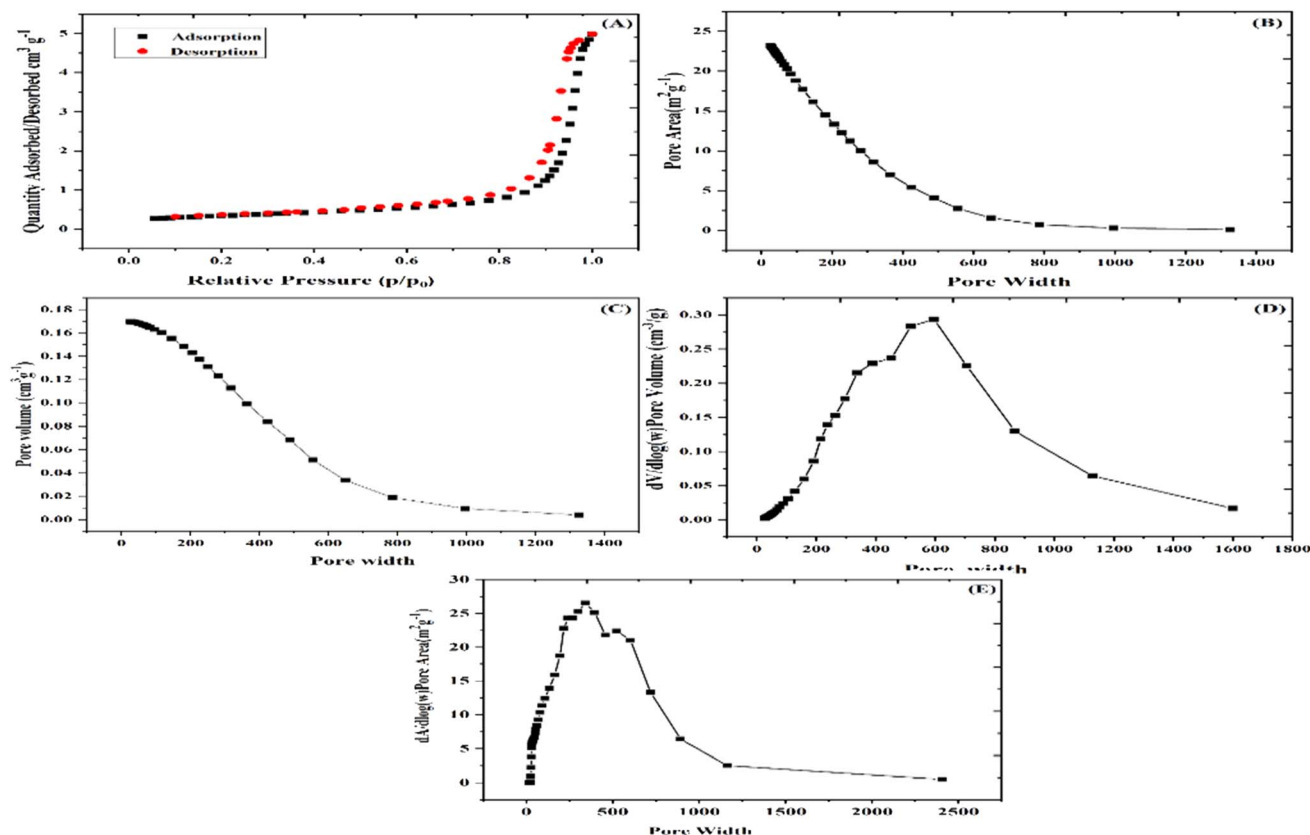 (A)
Adsorption
Desorption
Quantity Adsorbed/Desorbed cm³ g⁻¹
5
4
3
2
1
0
0.0 0.2 0.4 0.6 0.8 1.0
Relative Pressure (p/p₀)
(B)
Pore Area(m²g⁻¹)
25
20
15
10
5
0
0 200 400 600 800 1000 1200 1400
Pore Width
(C)
Pore volume (cm³g⁻¹)
0.18
0.16
0.14
0.12
0.10
0.08
0.06
0.04
0.02
0.00
0 200 400 600 800 1000 1200 1400
Pore width
(D)
dV/dlog(w)Pore Volume (cm⁻³/g)
0.30
0.25
0.20
0.15
0.10
0.05
0.00
0 200 400 600 800 1000 1200 1400 1600 1800
Pore width
(E)
dA/dlog(w)Pore Area(m²g⁻¹)
30
25
20
15
10
5
0
0 500 1000 1500 2000 2500
Pore Width